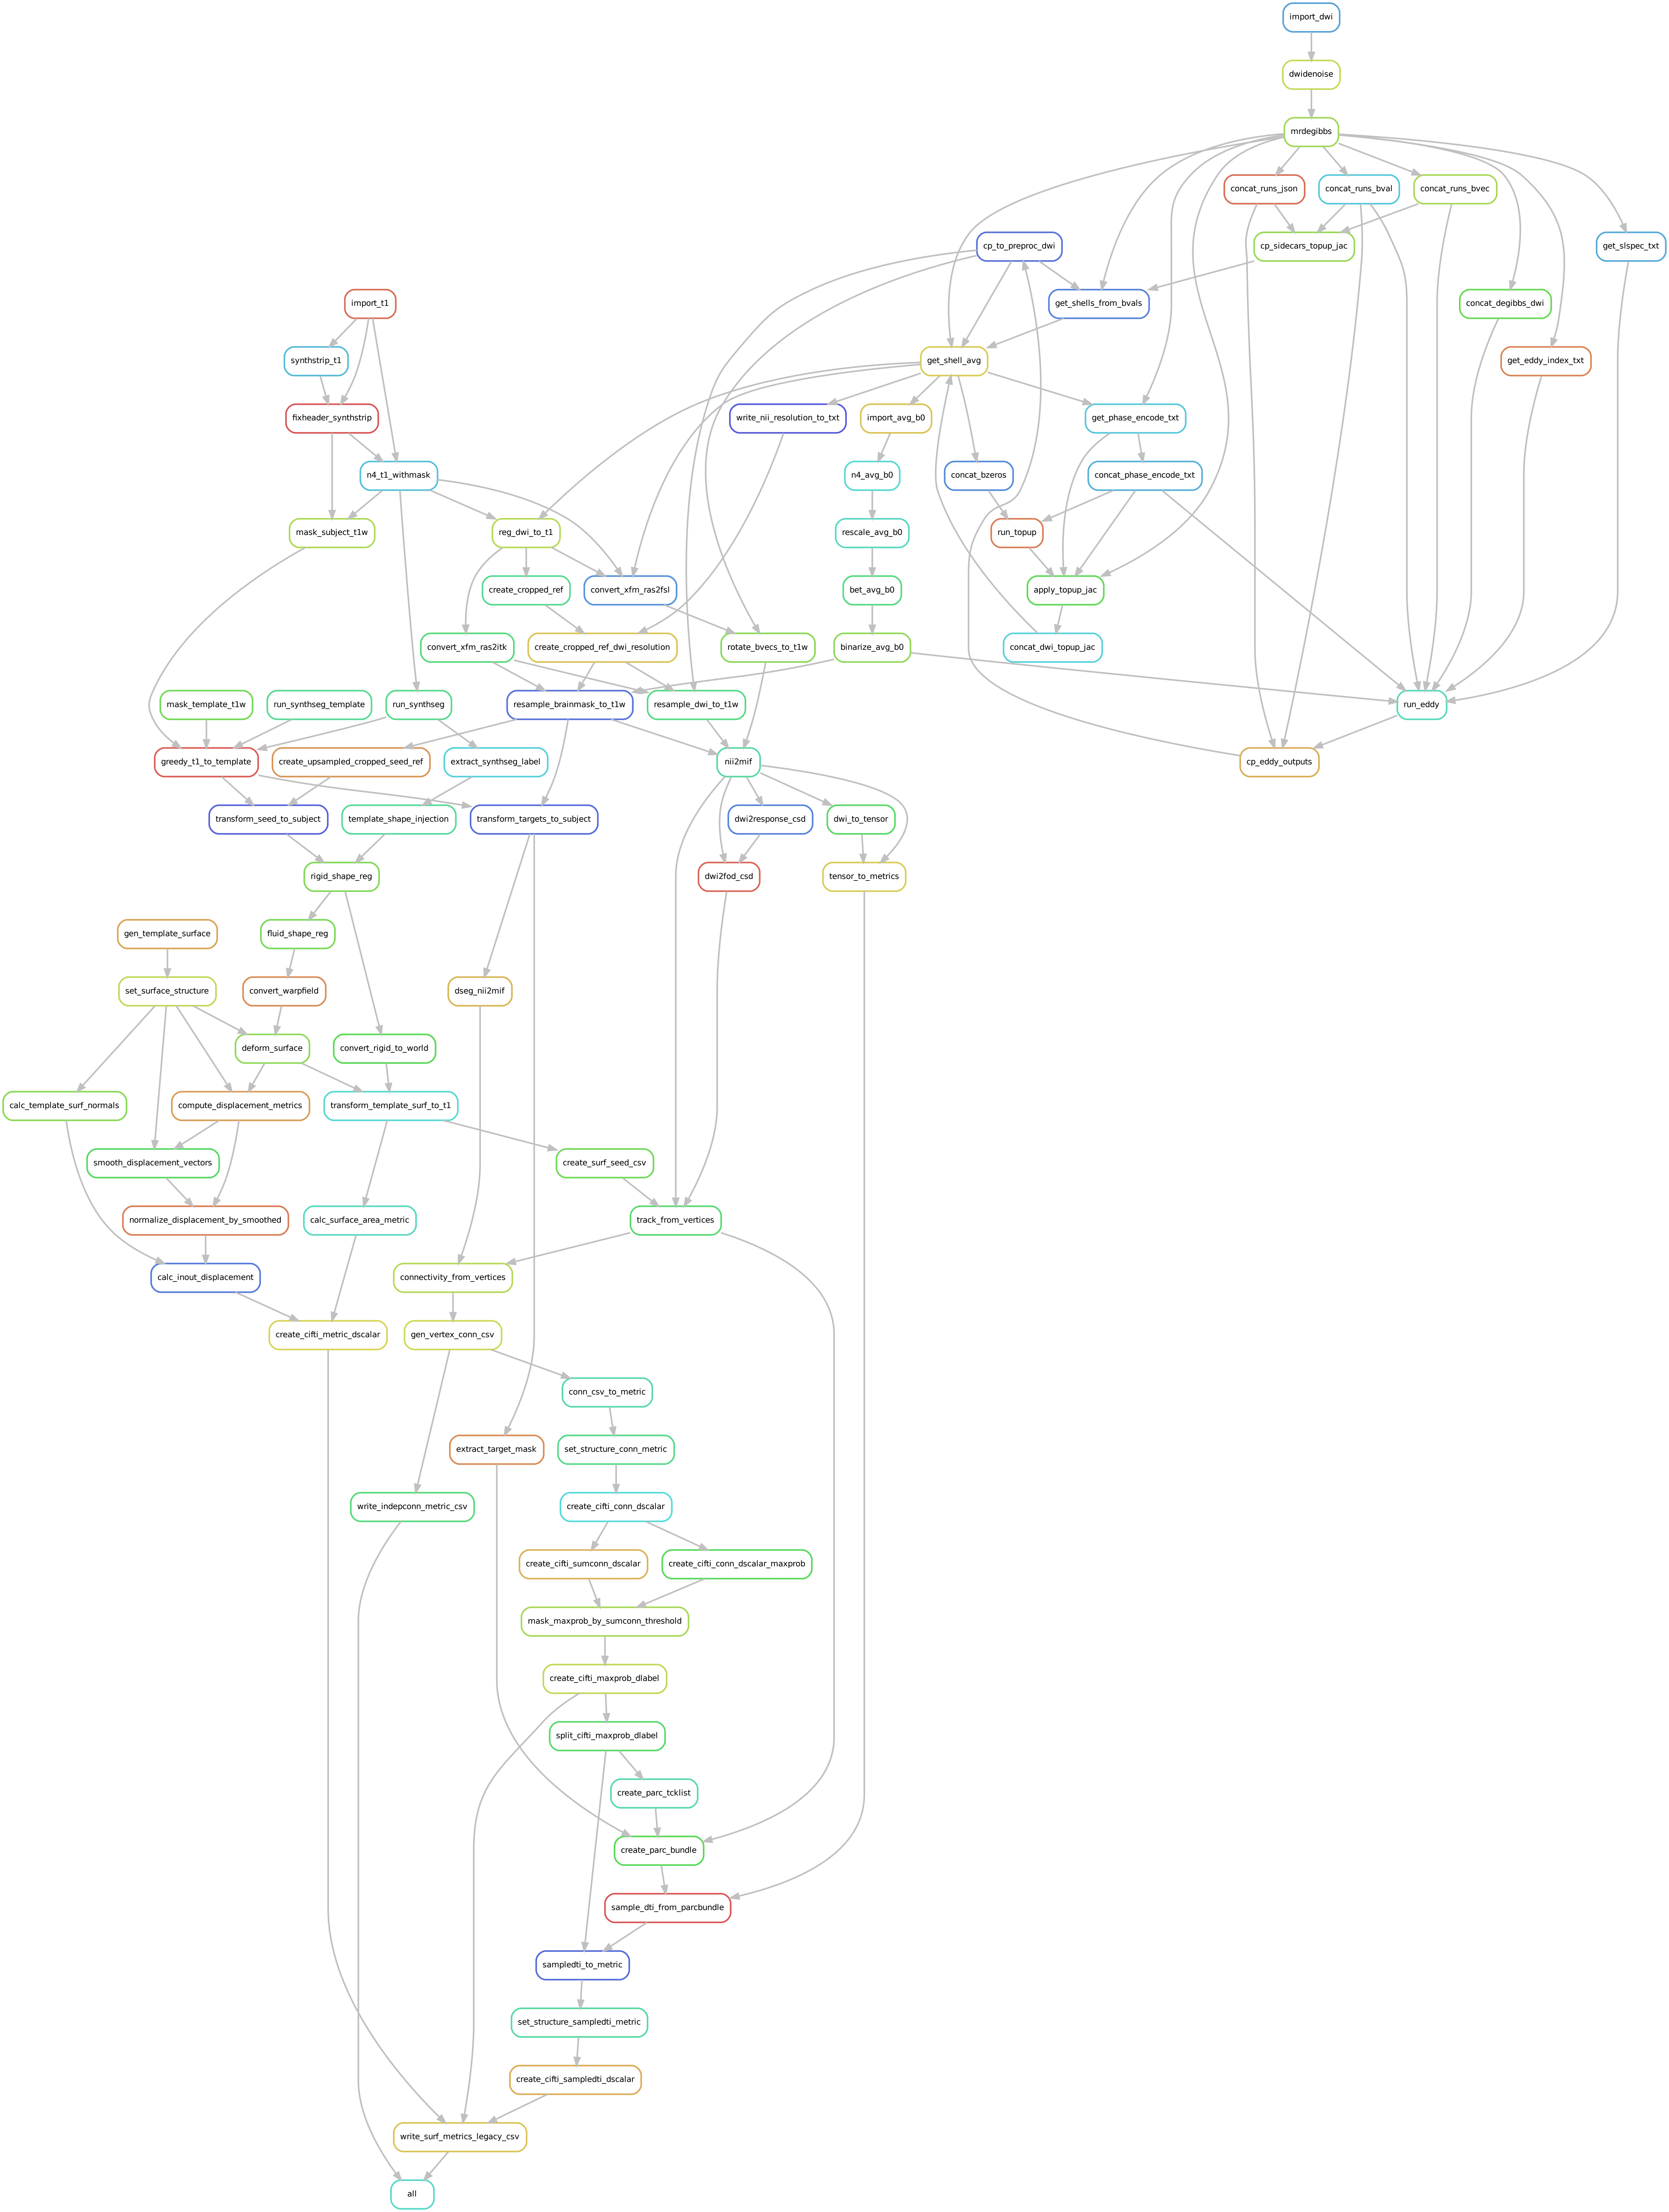 import_dwi
dwidenoise
mrdegibbs
concat_runs_json
concat_runs_bval
concat_runs_bvec
cp_to_preproc_dwi
cp_sidecars_topup_jac
get_slspec_txt
import_t1
get_shells_from_bvals
concat_degibbs_dwi
synthstrip_t1
get_shell_avg
get_eddy_index_txt
fixheader_synthstrip
write_nii_resolution_to_txt
import_avg_b0
get_phase_encode_txt
n4_t1_withmask
n4_avg_b0
concat_bzeros
concat_phase_encode_txt
mask_subject_t1w
reg_dwi_to_t1
rescale_avg_b0
run_topup
create_cropped_ref
convert_xfm_ras2fsl
bet_avg_b0
apply_topup_jac
convert_xfm_ras2itk
create_cropped_ref_dwi_resolution
rotate_bvecs_to_t1w
binarize_avg_b0
concat_dwi_topup_jac
mask_template_t1w
run_synthseg_template
run_synthseg
resample_brainmask_to_t1w
resample_dwi_to_t1w
run_eddy
greedy_t1_to_template
create_upsampled_cropped_seed_ref
extract_synthseg_label
nii2mif
cp_eddy_outputs
transform_seed_to_subject
template_shape_injection
transform_targets_to_subject
dwi2response_csd
dwi_to_tensor
rigid_shape_reg
dwi2fod_csd
tensor_to_metrics
gen_template_surface
fluid_shape_reg
set_surface_structure
convert_warpfield
dseg_nii2mif
deform_surface
convert_rigid_to_world
calc_template_surf_normals
compute_displacement_metrics
transform_template_surf_to_t1
smooth_displacement_vectors
create_surf_seed_csv
normalize_displacement_by_smoothed
calc_surface_area_metric
track_from_vertices
calc_inout_displacement
connectivity_from_vertices
create_cifti_metric_dscalar
gen_vertex_conn_csv
conn_csv_to_metric
extract_target_mask
set_structure_conn_metric
write_indepconn_metric_csv
create_cifti_conn_dscalar
create_cifti_sumconn_dscalar
create_cifti_conn_dscalar_maxprob
mask_maxprob_by_sumconn_threshold
create_cifti_maxprob_dlabel
split_cifti_maxprob_dlabel
create_parc_tcklist
create_parc_bundle
sample_dti_from_parcbundle
sampledti_to_metric
set_structure_sampledti_metric
create_cifti_sampledti_dscalar
write_surf_metrics_legacy_csv
all